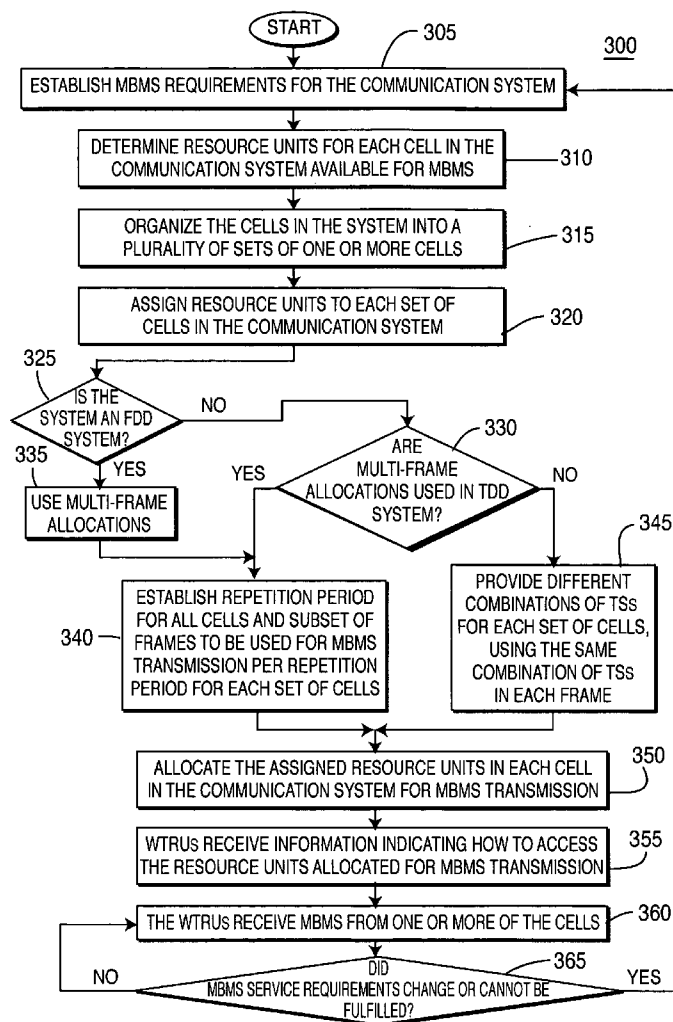 START
305
300
ESTABLISH MBMS REQUIREMENTS FOR THE COMMUNICATION SYSTEM
DETERMINE RESOURCE UNITS FOR EACH CELL IN THE
COMMUNICATION SYSTEM AVAILABLE FOR MBMS
310
ORGANIZE THE CELLS IN THE SYSTEM INTO A
PLURALITY OF SETS OF ONE OR MORE CELLS
315
ASSIGN RESOURCE UNITS TO EACH SET OF
CELLS IN THE COMMUNICATION SYSTEM
320
325
IS THE
SYSTEM AN FDD
SYSTEM?
NO
YES
330
ARE
MULTI-FRAME
ALLOCATIONS USED IN TDD
SYSTEM?
YES
NO
335
USE MULTI-FRAME
ALLOCATIONS
340
ESTABLISH REPETITION PERIOD
FOR ALL CELLS AND SUBSET OF
FRAMES TO BE USED FOR MBMS
TRANSMISSION PER REPETITION
PERIOD FOR EACH SET OF CELLS
345
PROVIDE DIFFERENT
COMBINATIONS OF TSs
FOR EACH SET OF CELLS,
USING THE SAME
COMBINATION OF TSs
IN EACH FRAME
ALLOCATE THE ASSIGNED RESOURCE UNITS IN EACH CELL
IN THE COMMUNICATION SYSTEM FOR MBMS TRANSMISSION
350
WTRUs RECEIVE INFORMATION INDICATING HOW TO ACCESS
THE RESOURCE UNITS ALLOCATED FOR MBMS TRANSMISSION
355
THE WTRUs RECEIVE MBMS FROM ONE OR MORE OF THE CELLS
360
365
DID
MBMS SERVICE REQUIREMENTS CHANGE OR CANNOT BE
FULFILLED?
NO
YES